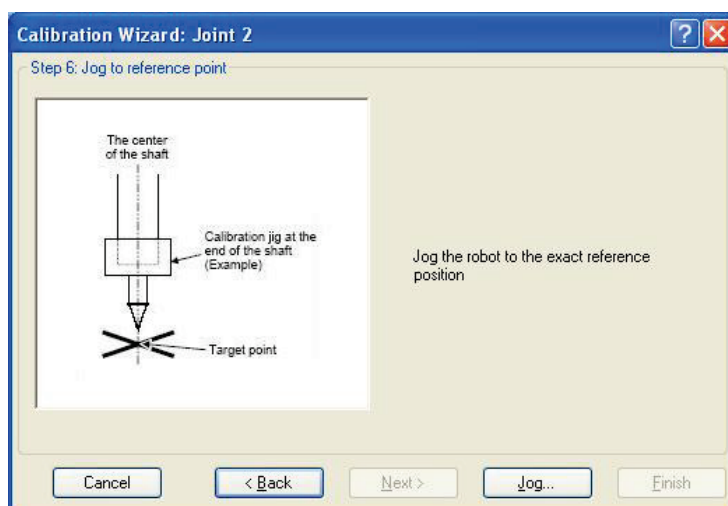 Calibration Wizard: Joint 2
Step 6: Jog to reference point
The center
of the shaft
Calibration jig at the
end of the shaft
(Example)
Target point
Jog the robot to the exact reference
position
Cancel
< Back
Next >
Jog...
Finish